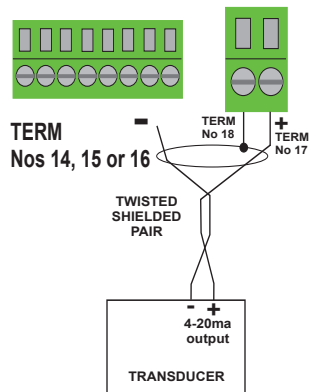 TERM
Nos 14, 15 or 16
-
TERM
No 18
+
TERM
No 17
TWISTED
SHIELDED
PAIR
- +
4-20ma
output
TRANSDUCER